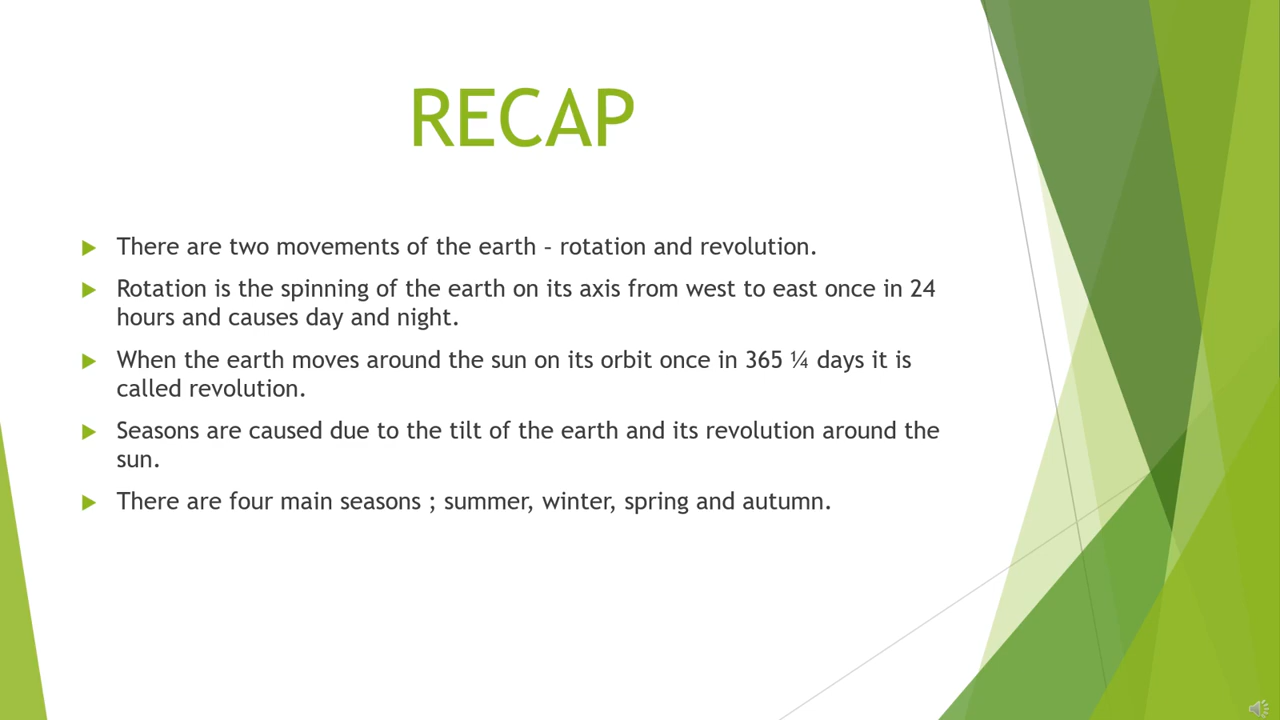 RECAP
There are two movements of the earth – rotation and revolution.
Rotation is the spinning of the earth on its axis from west to east once in 24
hours and causes day and night.
When the earth moves around the sun on its orbit once in 365 ¼ days it is
called revolution.
Seasons are caused due to the tilt of the earth and its revolution around the
sun.
There are four main seasons ; summer, winter, spring and autumn.